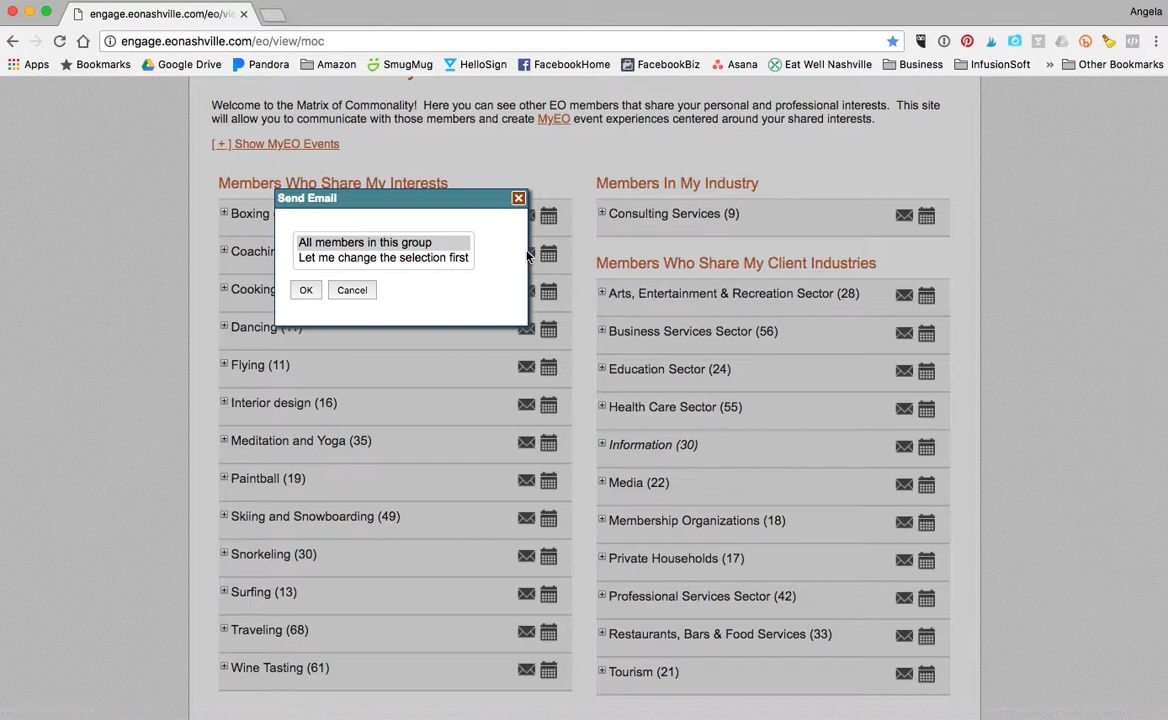 engage.eonashville.com/eo/vie
Angela
engage.eonashville.com/eo/view/moc
Apps Bookmarks Google Drive Pandora Amazon SmugMug HelloSign FacebookHome FacebookBiz Asana Eat Well Nashville Business InfusionSoft » Other Bookmarks
Welcome to the Matrix of Commonality! Here you can see other EO members that share your personal and professional interests. This site
will allow you to communicate with those members and create MyEO event experiences centered around your shared interests.
[ + ] Show MyEO Events
Members Who Share My Interests
Send Email
All members in this group
Let me change the selection first
OK Cancel
Boxing
Coachin
Cooking
Dancing (11)
Flying (11)
Interior design (16)
Meditation and Yoga (35)
Paintball (19)
Skiing and Snowboarding (49)
Snorkeling (30)
Surfing (13)
Traveling (68)
Wine Tasting (61)
Members In My Industry
Consulting Services (9)
Members Who Share My Client Industries
Arts, Entertainment & Recreation Sector (28)
Business Services Sector (56)
Education Sector (24)
Health Care Sector (55)
Information (30)
Media (22)
Membership Organizations (18)
Private Households (17)
Professional Services Sector (42)
Restaurants, Bars & Food Services (33)
Tourism (21)